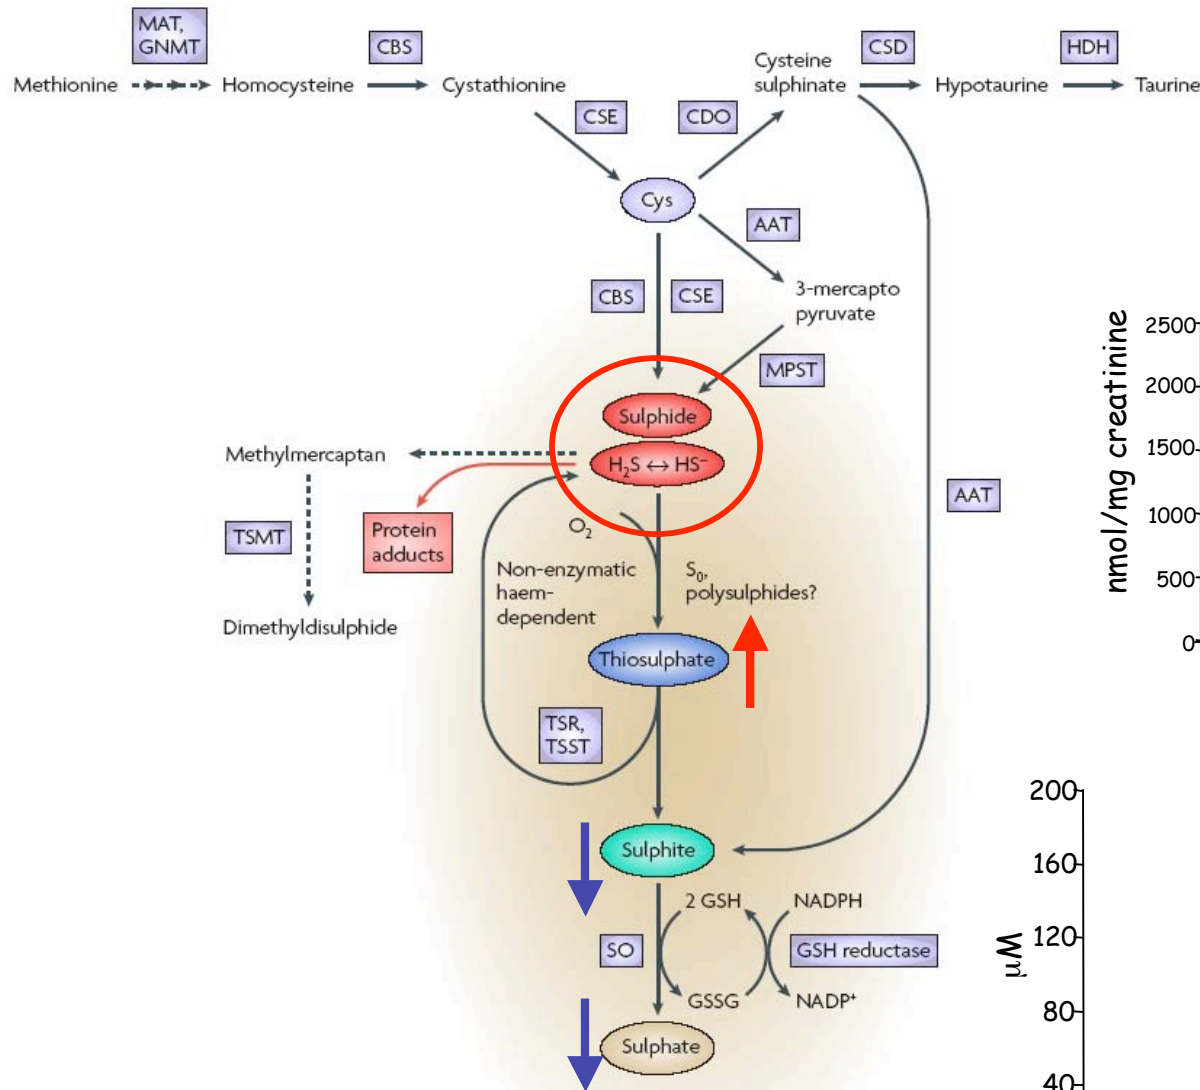 MAT,
GNMT
CBS
CSD
HDH
Methionine
Homocysteine
Cystathionine
Cysteine
sulphinate
Hypotaurine
Taurine
CSE
CDO
Cys
AAT
CBS
CSE
3-mercapto
pyruvate
MPST
Sulphide
H₂S ↔ HS⁻
Methylmercaptan
TSMT
Protein
adducts
O₂
Non-enzymatic
haem-
dependent
S₀,
polysulphides?
AAT
Dimethyldisulphide
Thiosulphate
TSR,
TSST
Sulphite
2 GSH
NADPH
SO
GSH reductase
GSSG
NADP⁺
Sulphate
nmol/mg creatinine
2500
2000
1500
1000
500
0
µM
200
160
120
80
40